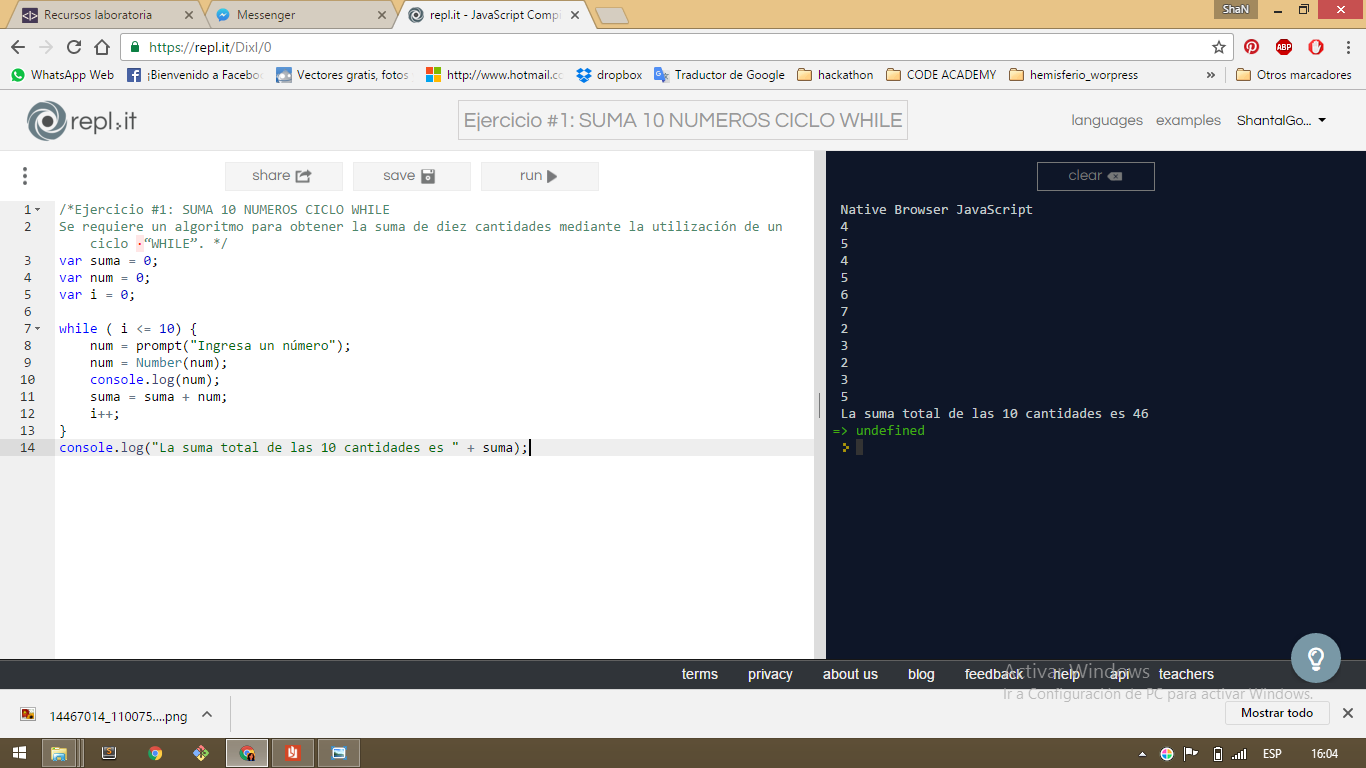 Recursos laboratoria
Messenger
repl.it - JavaScript Compi
ShaN
https://repl.it/Dixl/0
ABP
WhatsApp Web
¡Bienvenido a Facebo
Vectores gratis, fotos
http://www.hotmail.cc
dropbox
Traductor de Google
hackathon
CODE ACADEMY
hemisferio_worpress
»
Otros marcadores
repl.it
Ejercicio #1: SUMA 10 NUMEROS CICLO WHILE
languages
examples
ShantalGo...
share
save
run
clear
1 /*Ejercicio #1: SUMA 10 NUMEROS CICLO WHILE
2 Se requiere un algoritmo para obtener la suma de diez cantidades mediante la utilización de un
ciclo ·“WHILE”. */
3 var suma = 0;
4 var num = 0;
5 var i = 0;
6
7 while ( i <= 10) {
8 num = prompt("Ingresa un número");
9 num = Number(num);
10 console.log(num);
11 suma = suma + num;
12 i++;
13 }
14 console.log("La suma total de las 10 cantidades es " + suma);
Native Browser JavaScript
4
5
4
5
6
7
2
3
2
3
5
La suma total de las 10 cantidades es 46
=> undefined
terms
privacy
about us
blog
feedback
help
api
teachers
Activar Windows
Ir a Configuración de PC para activar Windows.
14467014_110075....png
Mostrar todo
ESP
16:04